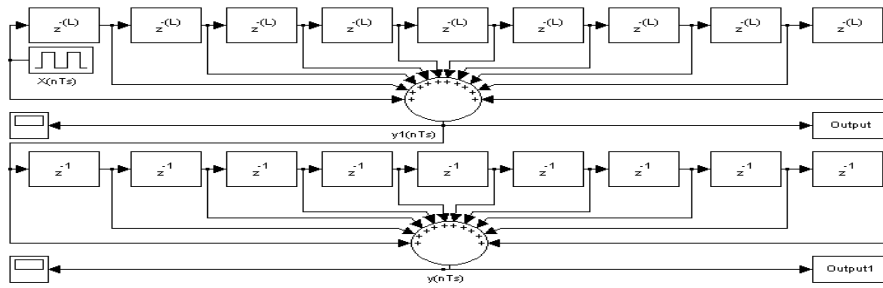 z^-(L) z^-(L) z^-(L) z^-(L) z^-(L) z^-(L) z^-(L) z^-(L) z^-(L)
X(nTs)
+ + + + + + + + + +
y1(nTs)
Output
z^-1 z^-1 z^-1 z^-1 z^-1 z^-1 z^-1 z^-1 z^-1
+ + + + + + + + + +
y(nTs)
Output1